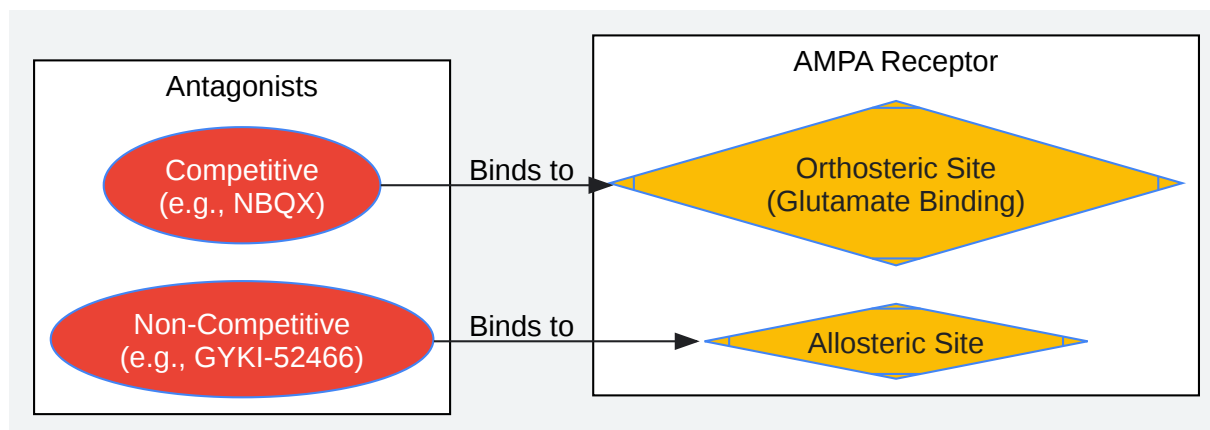 Antagonists
Competitive
(e.g., NBQX)
Non-Competitive
(e.g., GYKI-52466)
Binds to
Binds to
AMPA Receptor
Orthosteric Site
(Glutamate Binding)
Allosteric Site